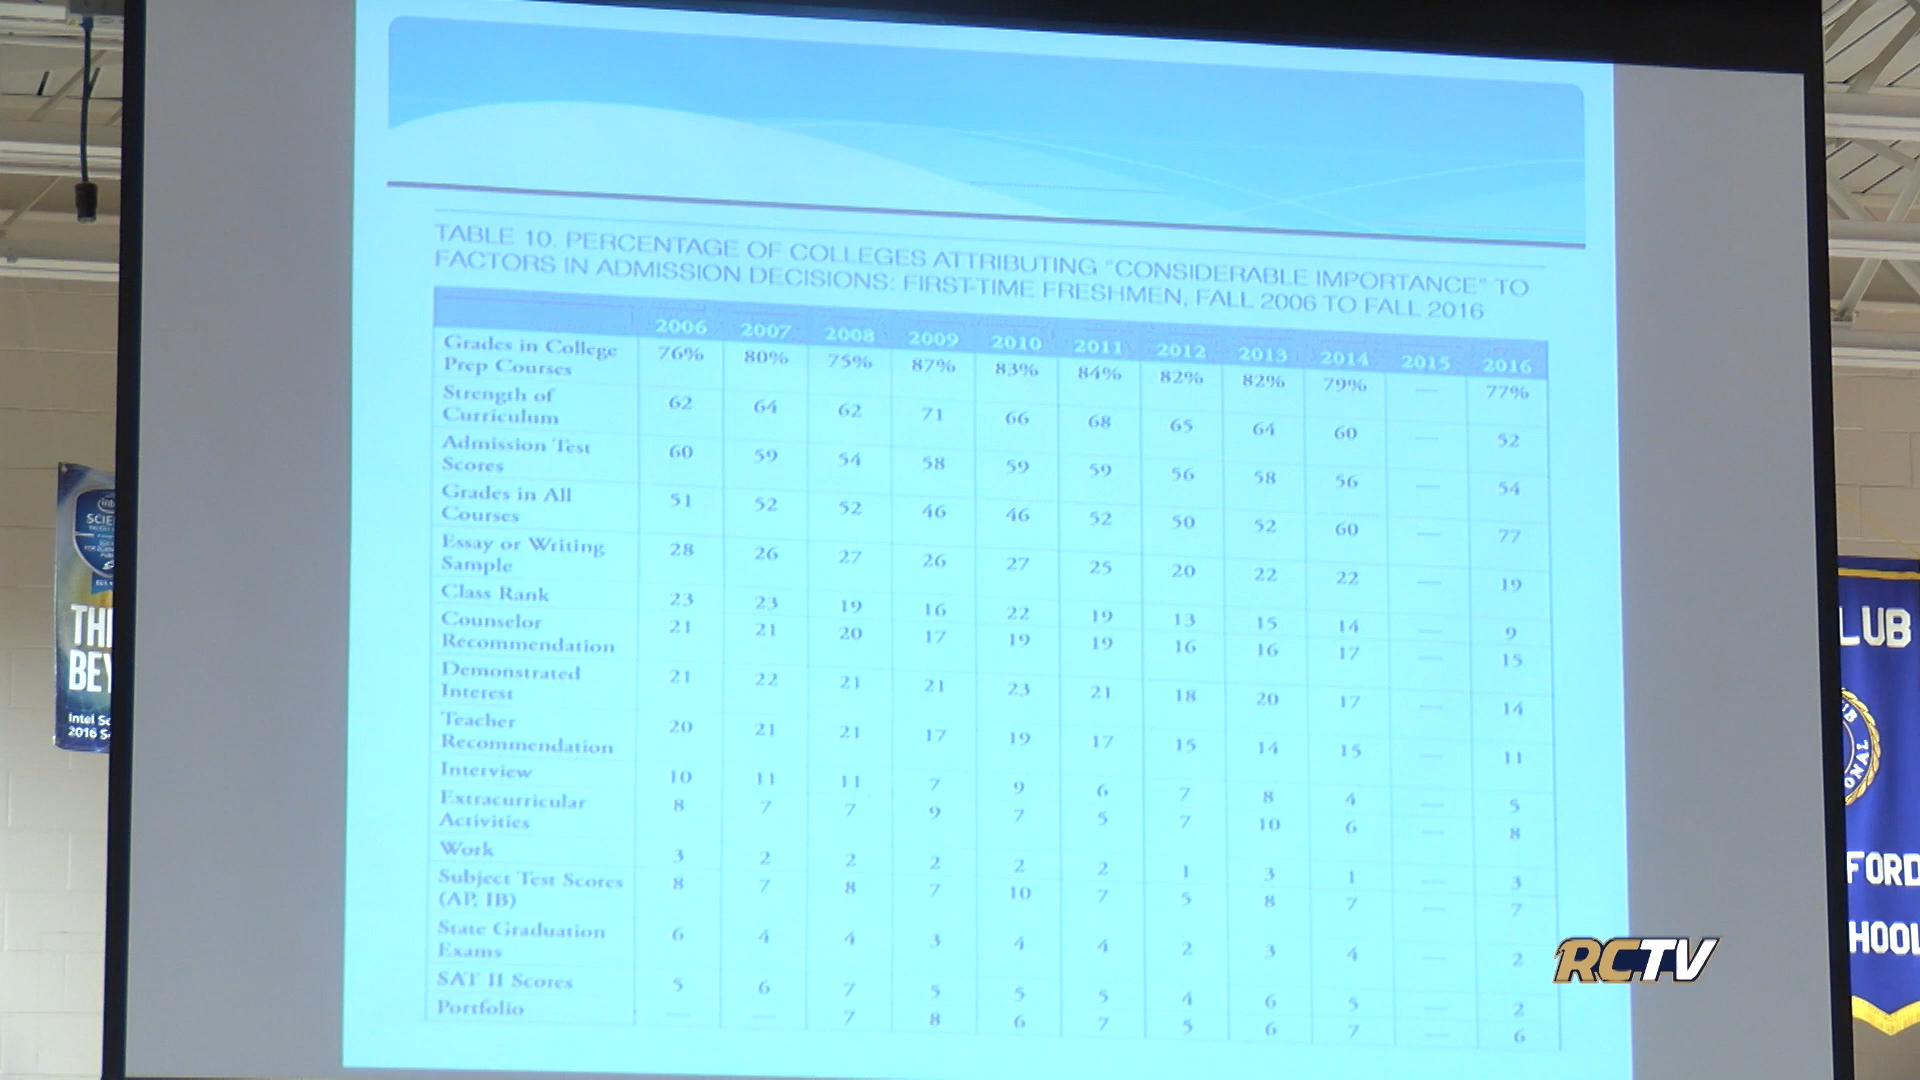 TABLE 10. PERCENTAGE OF COLLEGES ATTRIBUTING "CONSIDERABLE IMPORTANCE" TO
FACTORS IN ADMISSION DECISIONS: FIRST-TIME FRESHMEN, FALL 2006 TO FALL 2016
2006 2007 2008 2009 2010 2011 2012 2013 2014 2015 2016
Grades in College
Prep Courses 76% 80% 75% 87% 83% 84% 82% 82% 79% — 77%
Strength of
Curriculum 62 64 62 71 66 68 65 64 60 — 52
Admission Test
Scores 60 59 54 58 59 59 56 58 56 — 54
Grades in All
Courses 51 52 52 46 46 52 50 52 60 — 77
Essay or Writing
Sample 28 26 27 26 27 25 20 22 22 — 19
Class Rank 23 23 19 16 22 19 13 15 14 — 9
Counselor
Recommendation 21 21 20 17 19 19 16 16 17 — 15
Demonstrated
Interest 21 22 21 21 23 21 18 20 17 — 14
Teacher
Recommendation 20 21 21 17 19 17 15 14 15 — 11
Interview 10 11 11 7 9 6 7 8 4 — 5
Extracurricular
Activities 8 7 7 9 7 5 7 10 6 — 8
Work 3 2 2 2 2 2 1 3 1 — 3
Subject Test Scores
(AP, IB) 8 7 8 7 10 7 5 8 7 — 7
State Graduation
Exams 6 4 4 3 4 4 2 3 4 — 2
SAT II Scores 5 6 7 5 5 5 4 6 5 — 2
Portfolio — — 7 8 6 7 5 6 7 — 6
THI
BEY
Intel Sc
2016 S
LUB
FORD
HOOL
RCTV